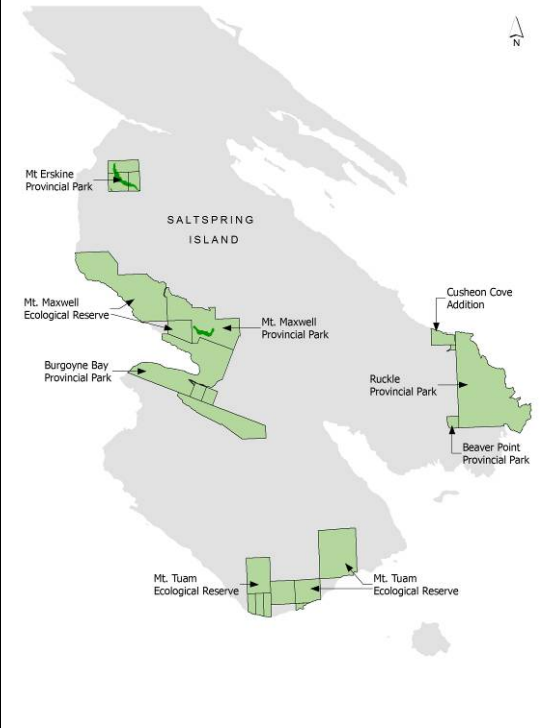 N
Mt Erskine
Provincial Park
SALTSPRING
ISLAND
Mt. Maxwell
Ecological Reserve
Mt. Maxwell
Provincial Park
Cusheon Cove
Addition
Burgoyne Bay
Provincial Park
Ruckle
Provincial Park
Beaver Point
Provincial Park
Mt. Tuam
Ecological Reserve
Mt. Tuam
Ecological Reserve